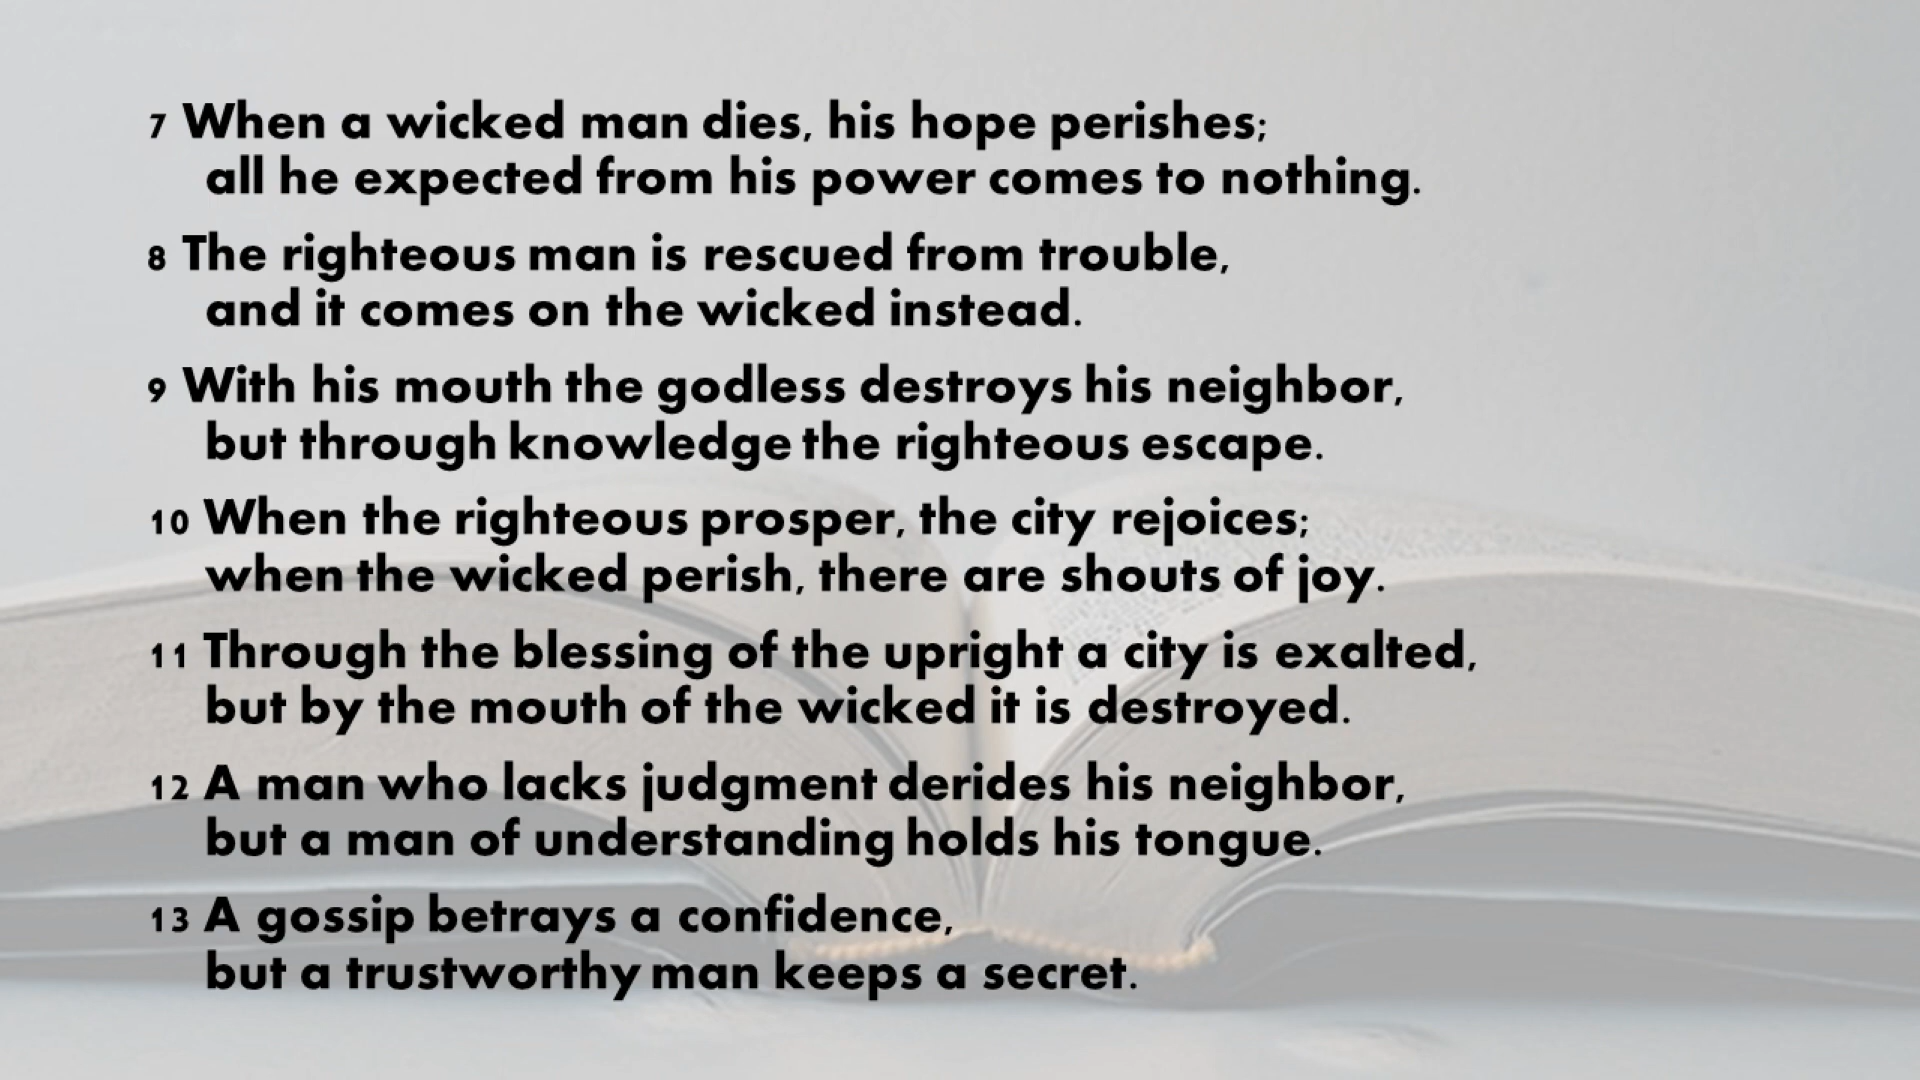 7 When a wicked man dies, his hope perishes;
all he expected from his power comes to nothing.
8 The righteous man is rescued from trouble,
and it comes on the wicked instead.
9 With his mouth the godless destroys his neighbor,
but through knowledge the righteous escape.
10 When the righteous prosper, the city rejoices;
when the wicked perish, there are shouts of joy.
11 Through the blessing of the upright a city is exalted,
but by the mouth of the wicked it is destroyed.
12 A man who lacks judgment derides his neighbor,
but a man of understanding holds his tongue.
13 A gossip betrays a confidence,
but a trustworthy man keeps a secret.